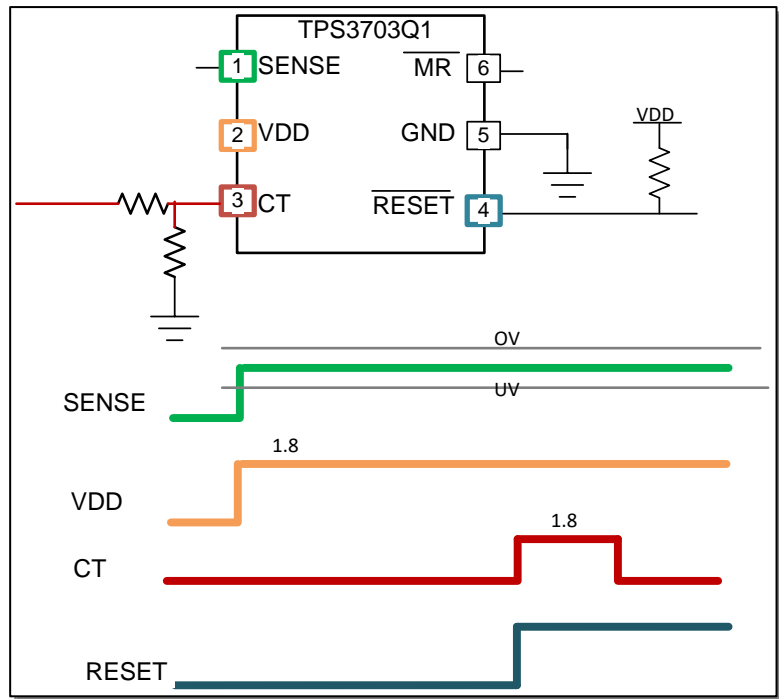 TPS3703Q1
1 SENSE
MR 6
2 VDD
GND 5
VDD
3 CT
RESET 4
OV
SENSE
UV
1.8
VDD
1.8
CT
RESET